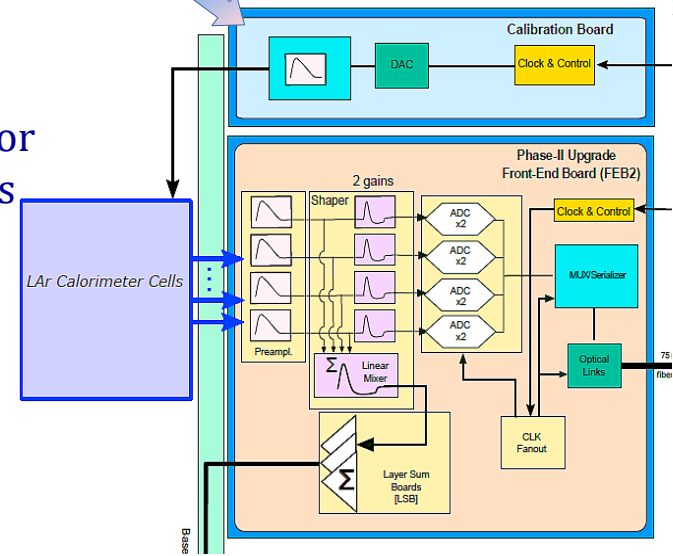 Calibration Board
DAC
Clock & Control
or
s
Phase-II Upgrade
Front-End Board (FEB2)
2 gains
Shaper
ADC
x2
ADC
x2
ADC
x2
ADC
x2
Clock & Control
MUX/Serializer
LAr Calorimeter Cells
Preampl.
Σ
Linear
Mixer
Optical
Links
75
fiber
CLK
Fanout
Σ
Layer Sum
Boards
[LSB]
Base